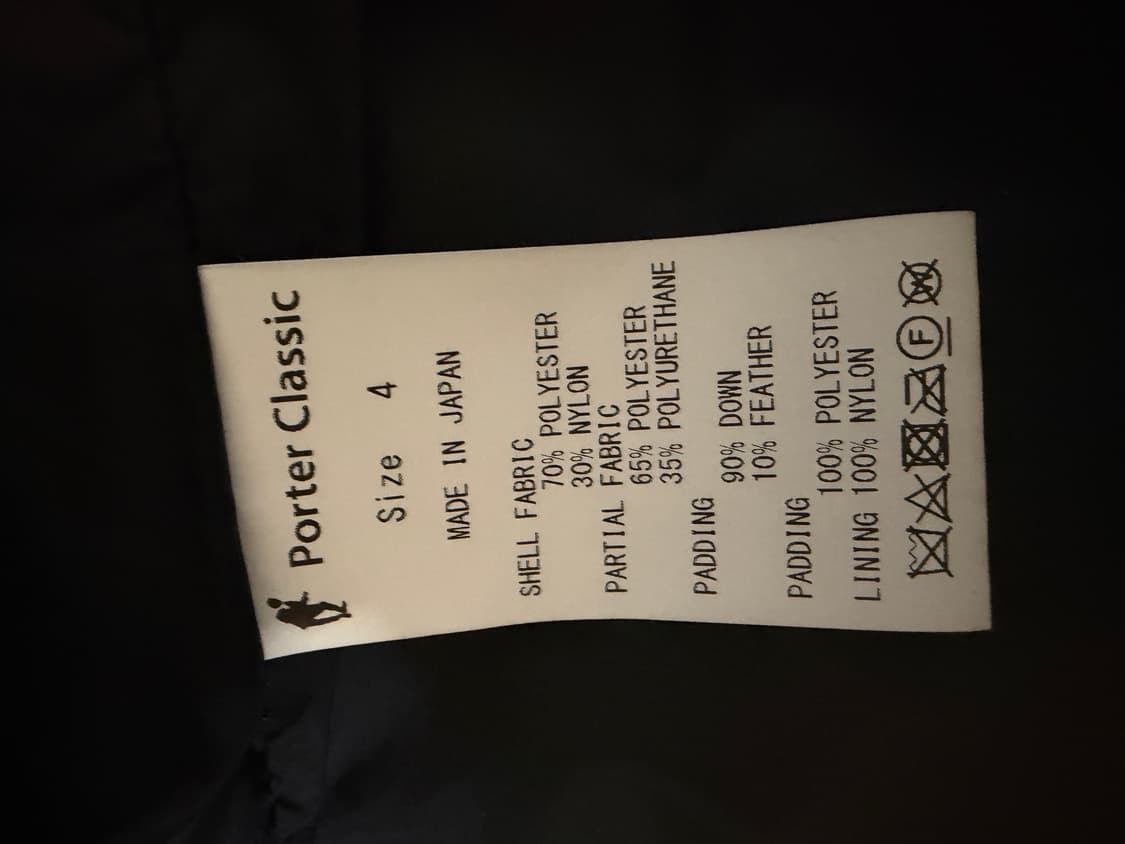 Porter Classic
Size 4
MADE IN JAPAN
SHELL FABRIC
70% POLYESTER
30% NYLON
PARTIAL FABRIC
65% POLYESTER
35% POLYURETHANE
PADDING
90% DOWN
10% FEATHER
PADDING
100% POLYESTER
LINING 100% NYLON
F W